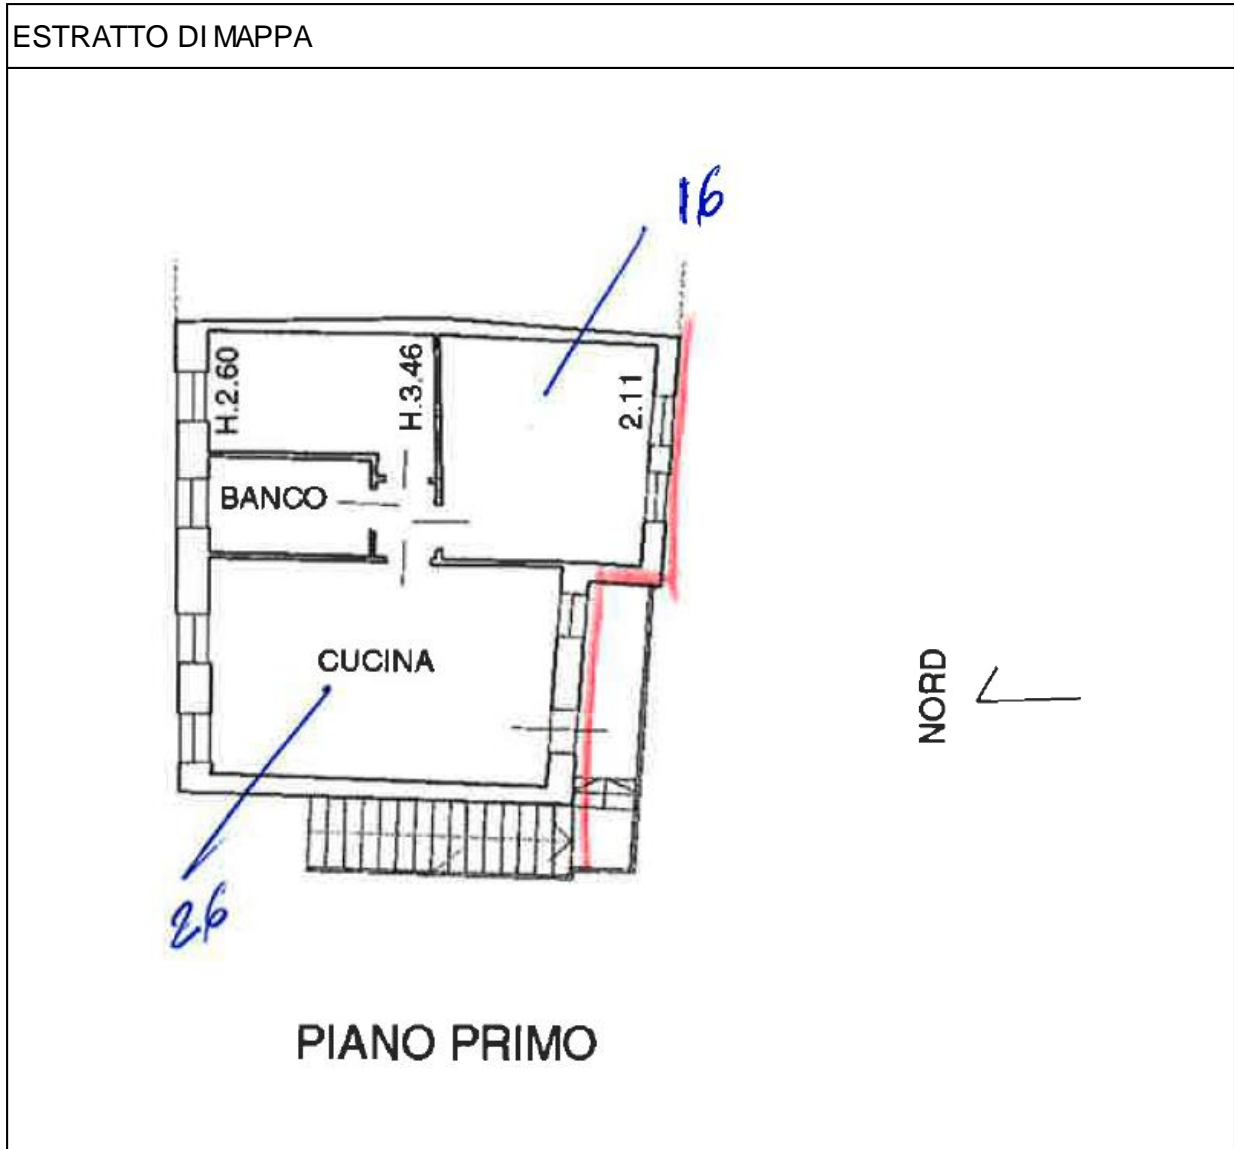 ESTRATTO DI MAPPA
16
H.2.60
H.3.46
2.11
BANCO
CUCINA
NORD
26
PIANO PRIMO